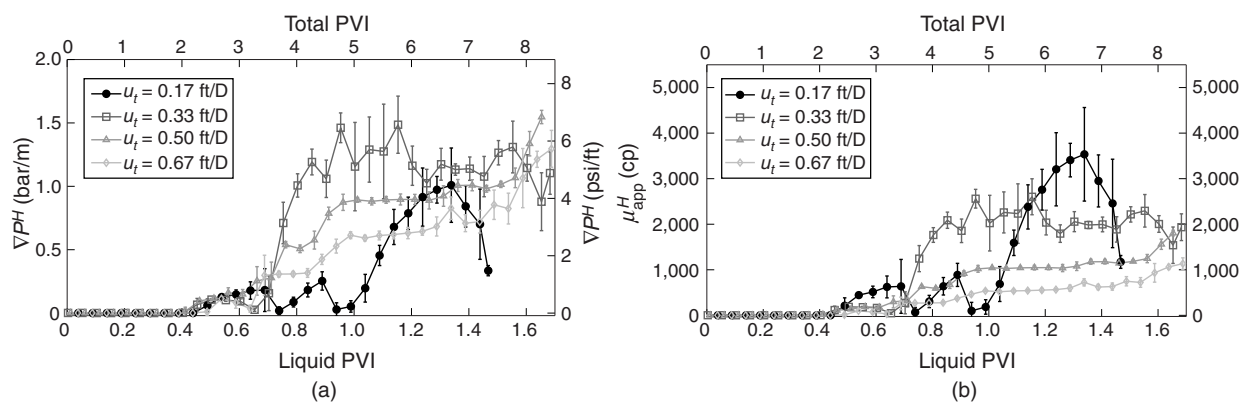 Total PVI
0 1 2 3 4 5 6 7 8
2.0
1.5
1.0
0.5
0
∇P^H (bar/m)
u_t = 0.17 ft/D
u_t = 0.33 ft/D
u_t = 0.50 ft/D
u_t = 0.67 ft/D
8
6
4
2
0
∇P^H (psi/ft)
0 0.2 0.4 0.6 0.8 1.0 1.2 1.4 1.6
Liquid PVI
(a)
Total PVI
0 1 2 3 4 5 6 7 8
5,000
3,000
3,000
2,000
1,000
0
μ^H_app (cp)
u_t = 0.17 ft/D
u_t = 0.33 ft/D
u_t = 0.50 ft/D
u_t = 0.67 ft/D
5,000
3,000
3,000
2,000
1,000
0
0 0.2 0.4 0.6 0.8 1.0 1.2 1.4 1.6
Liquid PVI
(b)